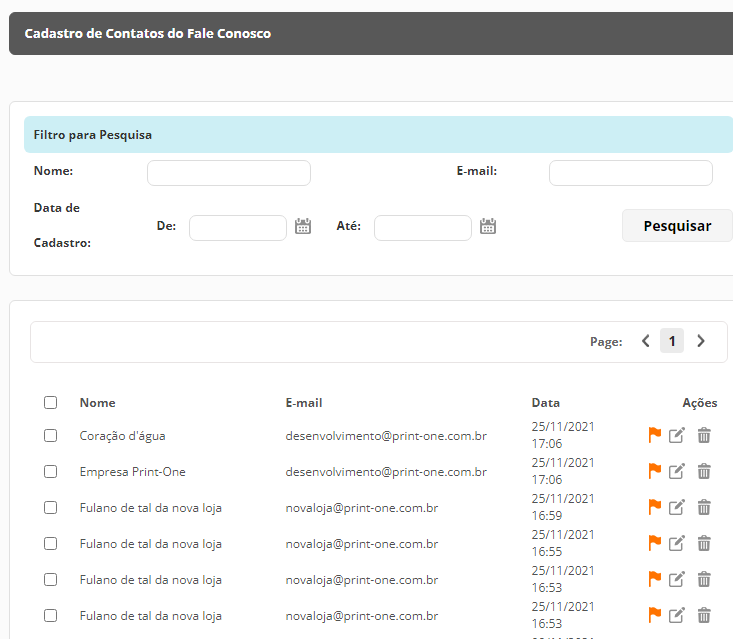 Cadastro de Contatos do Fale Conosco
Filtro para Pesquisa
Nome: E-mail:
Data de
Cadastro: De: Até: Pesquisar
Page: 1
Nome E-mail Data Ações
Coração d'água desenvolvimento@print-one.com.br 25/11/2021
17:06
Empresa Print-One desenvolvimento@print-one.com.br 25/11/2021
17:06
Fulano de tal da nova loja novaloja@print-one.com.br 25/11/2021
16:59
Fulano de tal da nova loja novaloja@print-one.com.br 25/11/2021
16:55
Fulano de tal da nova loja novaloja@print-one.com.br 25/11/2021
16:53
Fulano de tal da nova loja novaloja@print-one.com.br 25/11/2021
16:53